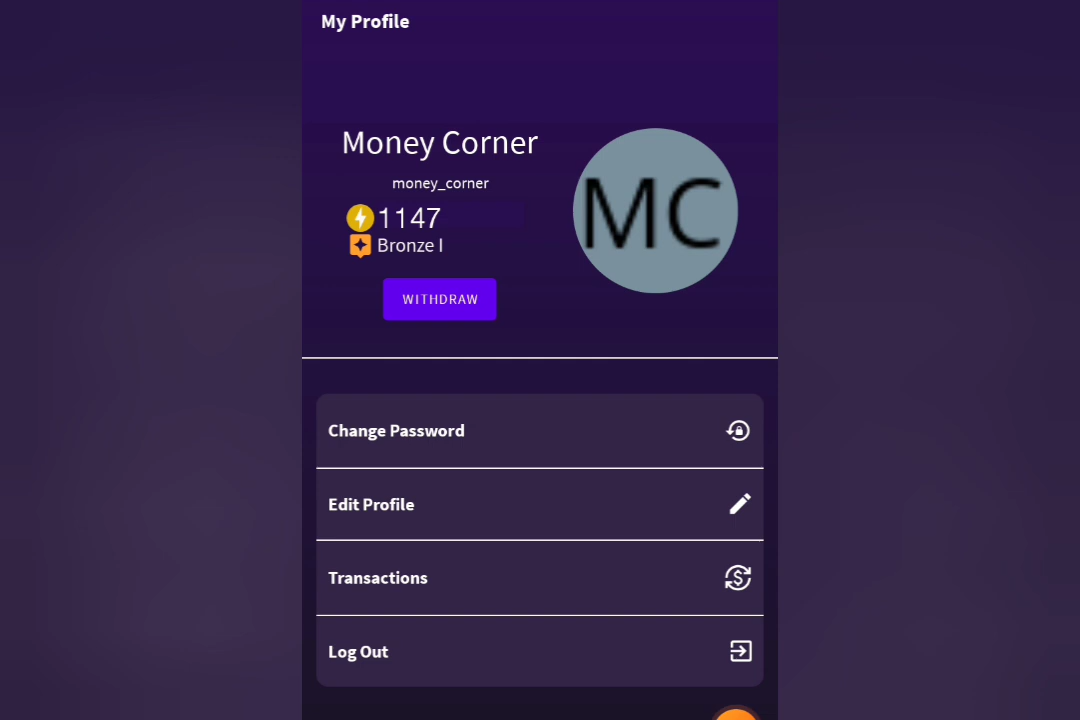 My Profile
Money Corner
money_corner
1147
Bronze I
MC
WITHDRAW
Change Password
Edit Profile
Transactions
Log Out